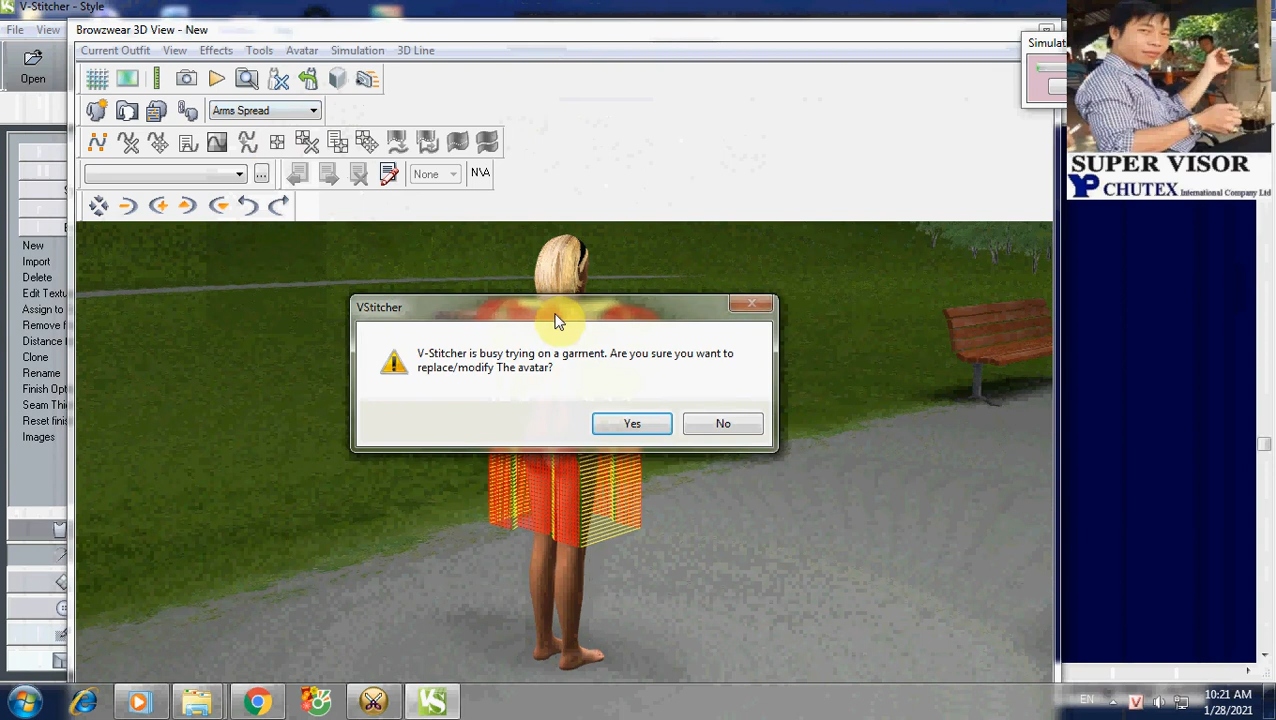 V-Stitcher - Style
File View
Open
Browzwear 3D View - New
Current Outfit View Effects Tools Avatar Simulation 3D Line
Arms Spread
None
N\A
New
Import
Delete
Edit Textu
Assign to
Remove f
Distance
Clone
Rename
Finish Opt
Seam Thi
Reset finis
Images
VStitcher
V-Stitcher is busy trying on a garment. Are you sure you want to
replace/modify The avatar?
Yes No
Simulat
SUPER VISOR
CHUTEX International Company Ltd
EN
10:21 AM
1/28/2021